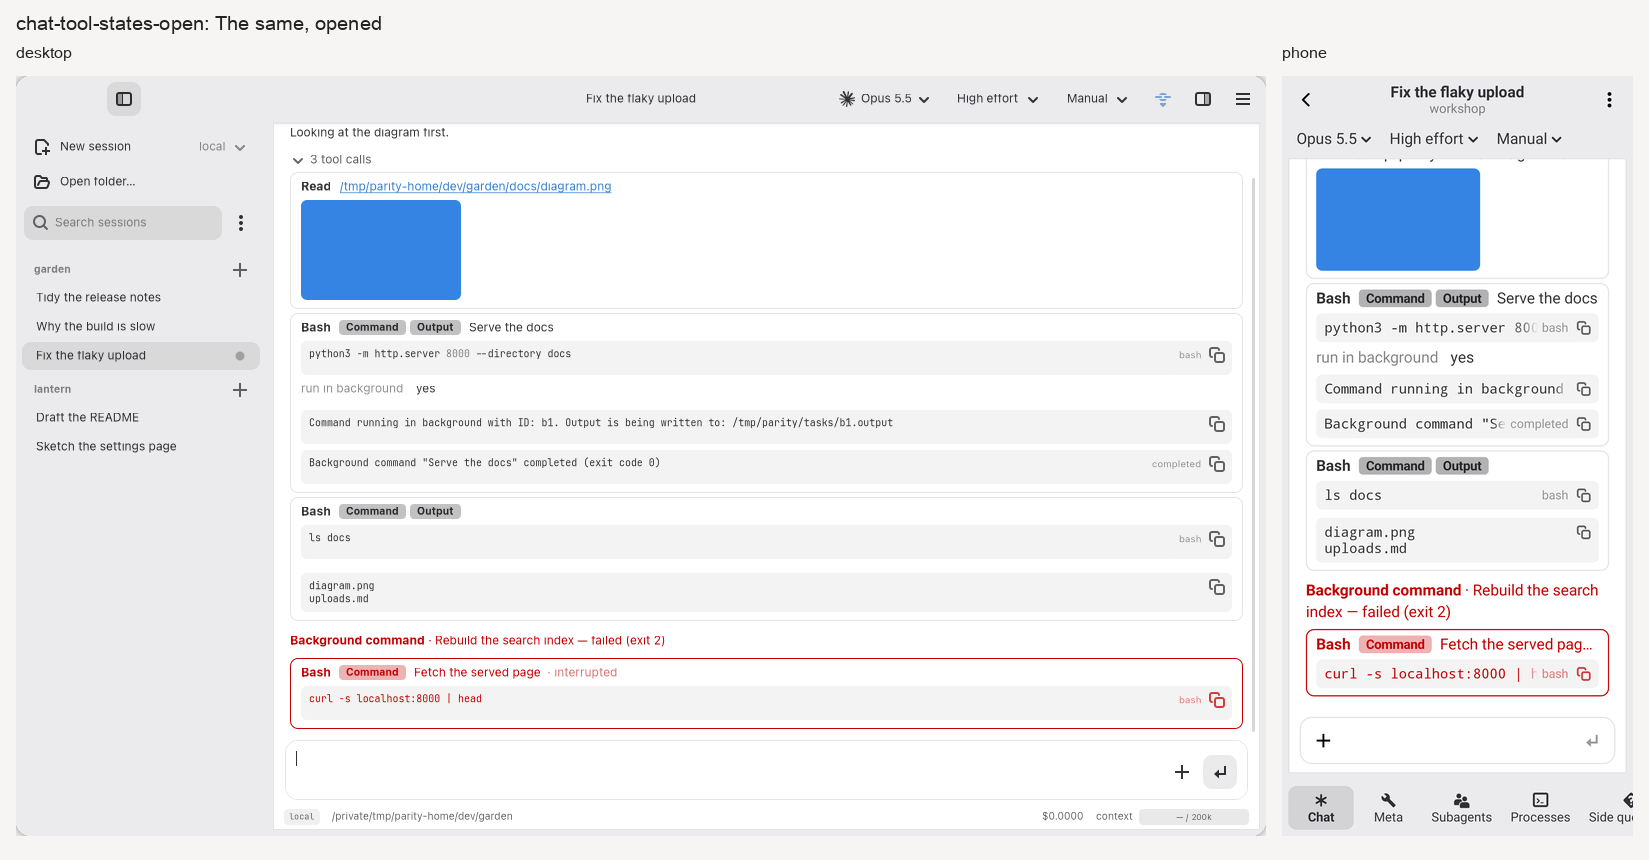 chat-tool-states-open: The same, opened
desktop
phone
Fix the flaky upload
Opus 5.5
High effort
Manual
New session
local
Open folder...
Search sessions
garden
Tidy the release notes
Why the build is slow
Fix the flaky upload
lantern
Draft the README
Sketch the settings page
Looking at the diagram first.
3 tool calls
Read /tmp/parity-home/dev/garden/docs/diagram.png
Bash Command Output Serve the docs
python3 -m http.server 8000 --directory docs
bash
run in background yes
Command running in background with ID: b1. Output is being written to: /tmp/parity/tasks/b1.output
Background command "Serve the docs" completed (exit code 0)
completed
Bash Command Output
ls docs
bash
diagram.png
uploads.md
Background command · Rebuild the search index — failed (exit 2)
Bash Command Fetch the served page · interrupted
curl -s localhost:8000 | head
bash
local /private/tmp/parity-home/dev/garden
$0.0000 context — / 200k
Fix the flaky upload
workshop
Opus 5.5 High effort Manual
Bash Command Output Serve the docs
python3 -m http.server 800 bash
run in background yes
Command running in background
Background command "Se completed
Bash Command Output
ls docs bash
diagram.png
uploads.md
Background command · Rebuild the search
index — failed (exit 2)
Bash Command Fetch the served pag...
curl -s localhost:8000 | h bash
Chat
Meta
Subagents
Processes
Side qu